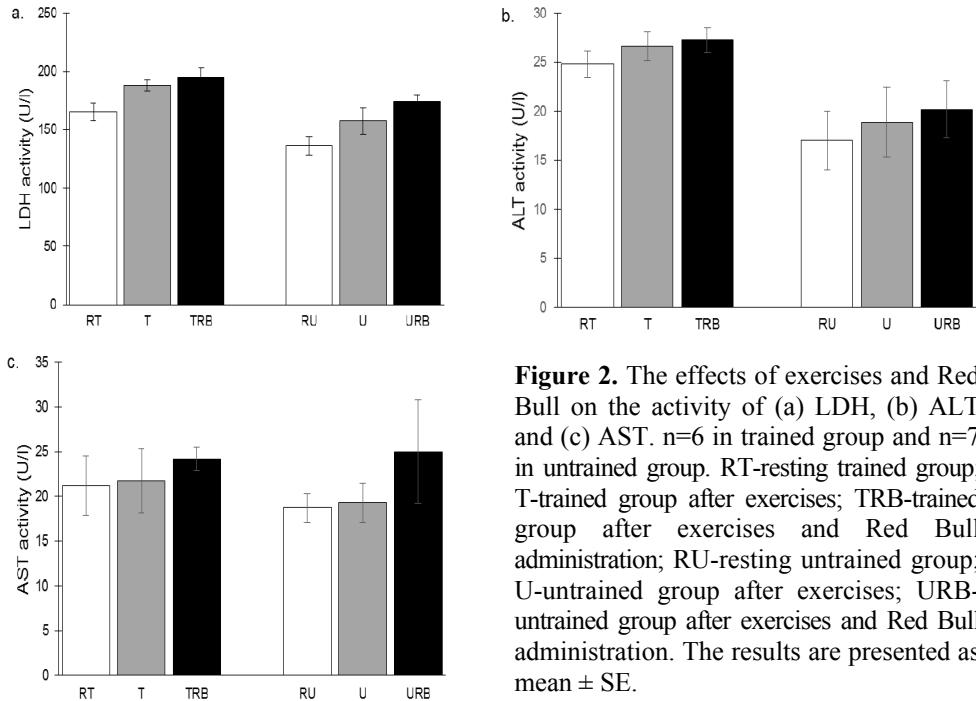 a.
250
200
150
100
50
0
LDH activity (U/l)
RT T TRB RU U URB
b.
30
25
20
15
10
5
0
ALT activity (U/l)
RT T TRB RU U URB
c.
35
30
25
20
15
10
5
0
AST activity (U/l)
RT T TRB RU U URB
Figure 2. The effects of exercises and Red
Bull on the activity of (a) LDH, (b) ALT
and (c) AST. n=6 in trained group and n=7
in untrained group. RT-resting trained group;
T-trained group after exercises; TRB-trained
group after exercises and Red Bull
administration; RU-resting untrained group;
U-untrained group after exercises; URB-
untrained group after exercises and Red Bull
administration. The results are presented as
mean ± SE.